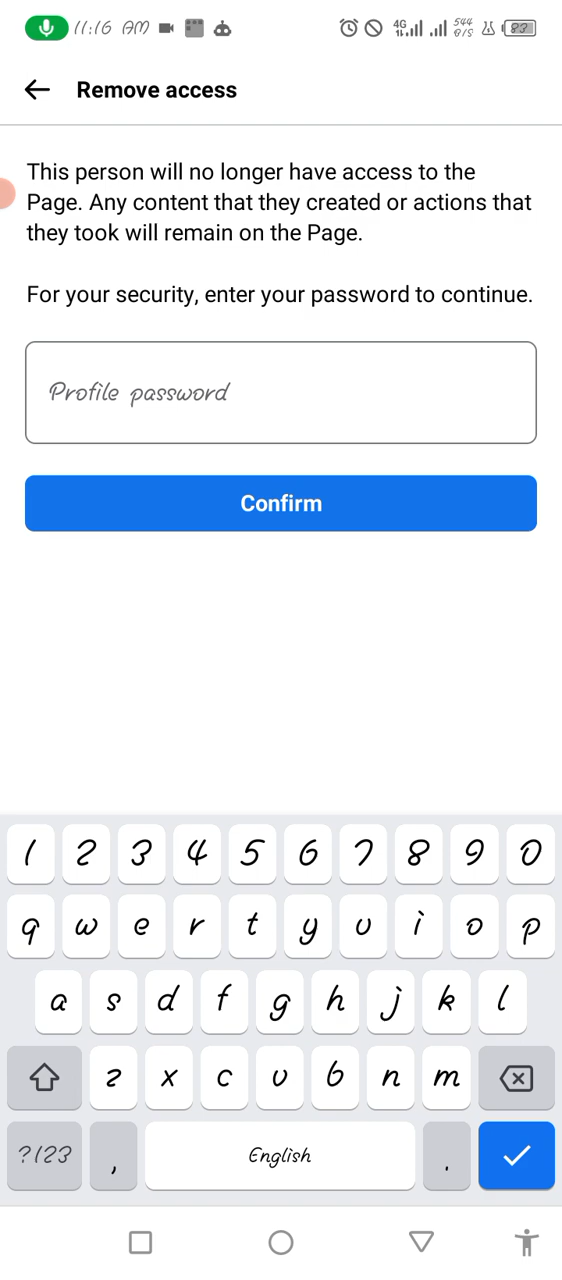 11:16 AM 4G 544 B/S 83
Remove access
This person will no longer have access to the
Page. Any content that they created or actions that
they took will remain on the Page.
For your security, enter your password to continue.
Profile password
Confirm
1 2 3 4 5 6 7 8 9 0
q w e r t y u i o p
a s d f g h j k l
z x c v b n m
?123 , English .